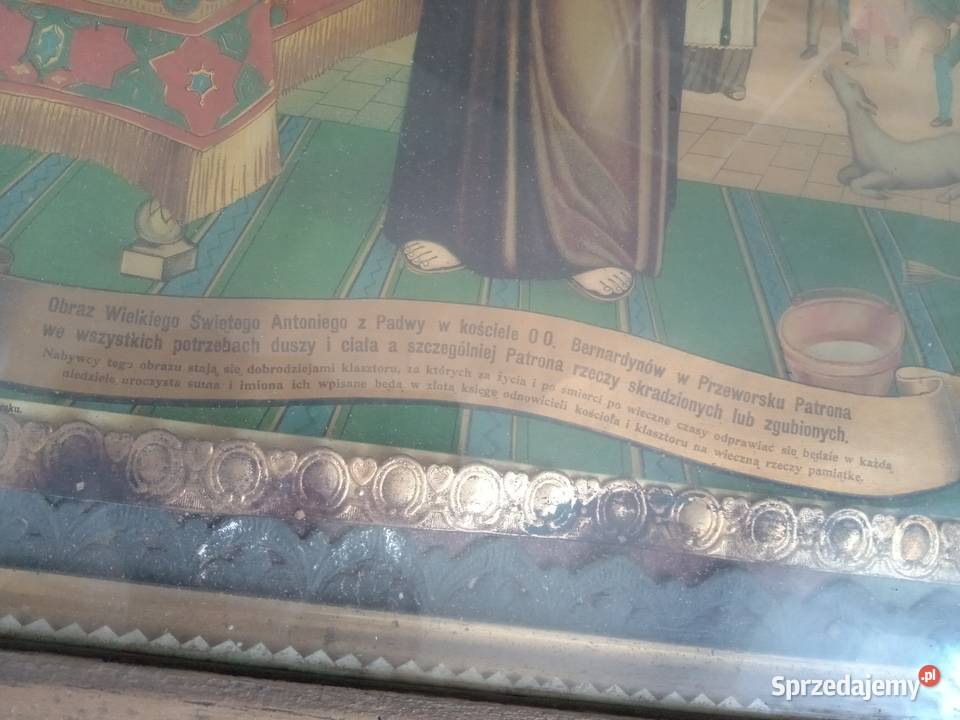 Obraz Wielkiego Świętego Antoniego z Padwy w kościele O O. Bernardynów w Przeworsku Patrona
we wszystkich potrzebach duszy i ciała a szczególniej Patrona rzeczy skradzionych lub zgubionych.
Nabywcy tego obrazu stają się dobrodziejami klasztoru, za których za życia i po smierci po wieczne czasy odprawiać się będzie w każdą
niedzielę uroczysta suma i imiona ich wpisane będą w złotą księgę odnowicieli kościoła i klasztoru na wieczną rzeczy pamiątkę.
Sprzedajemy.pl